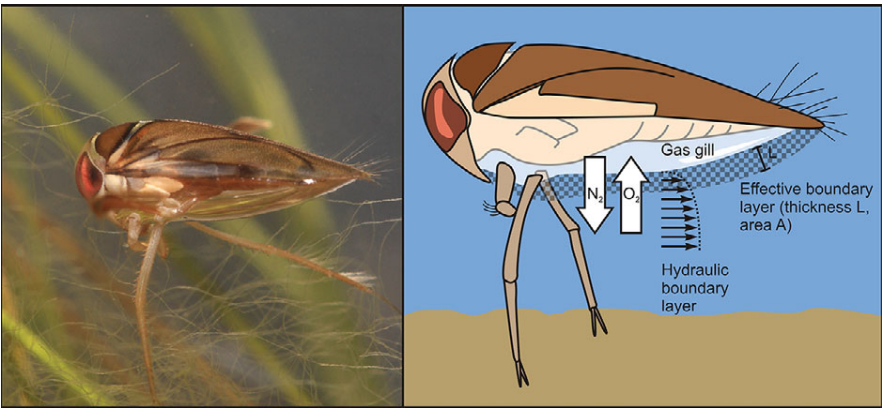 Gas gill
L
N₂
O₂
Effective boundary
layer (thickness L,
area A)
Hydraulic
boundary
layer